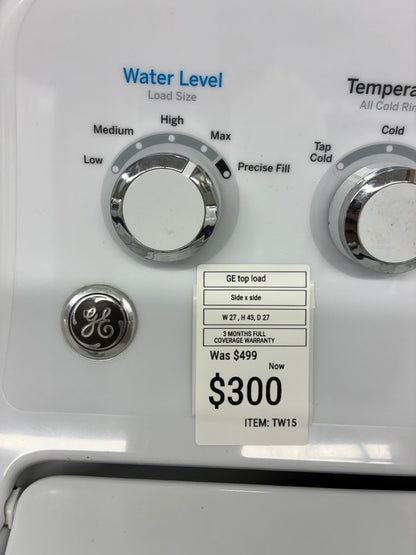 Water Level
Load Size
High
Medium
Max
Low
Precise Fill
Tempera
All Cold Rin
Cold
Tap
Cold
GE
GE top load
Side x side
W 27 , H 43, D 27
3 MONTHS FULL
COVERAGE WARRANTY
Was $499
Now
$300
ITEM: TW15